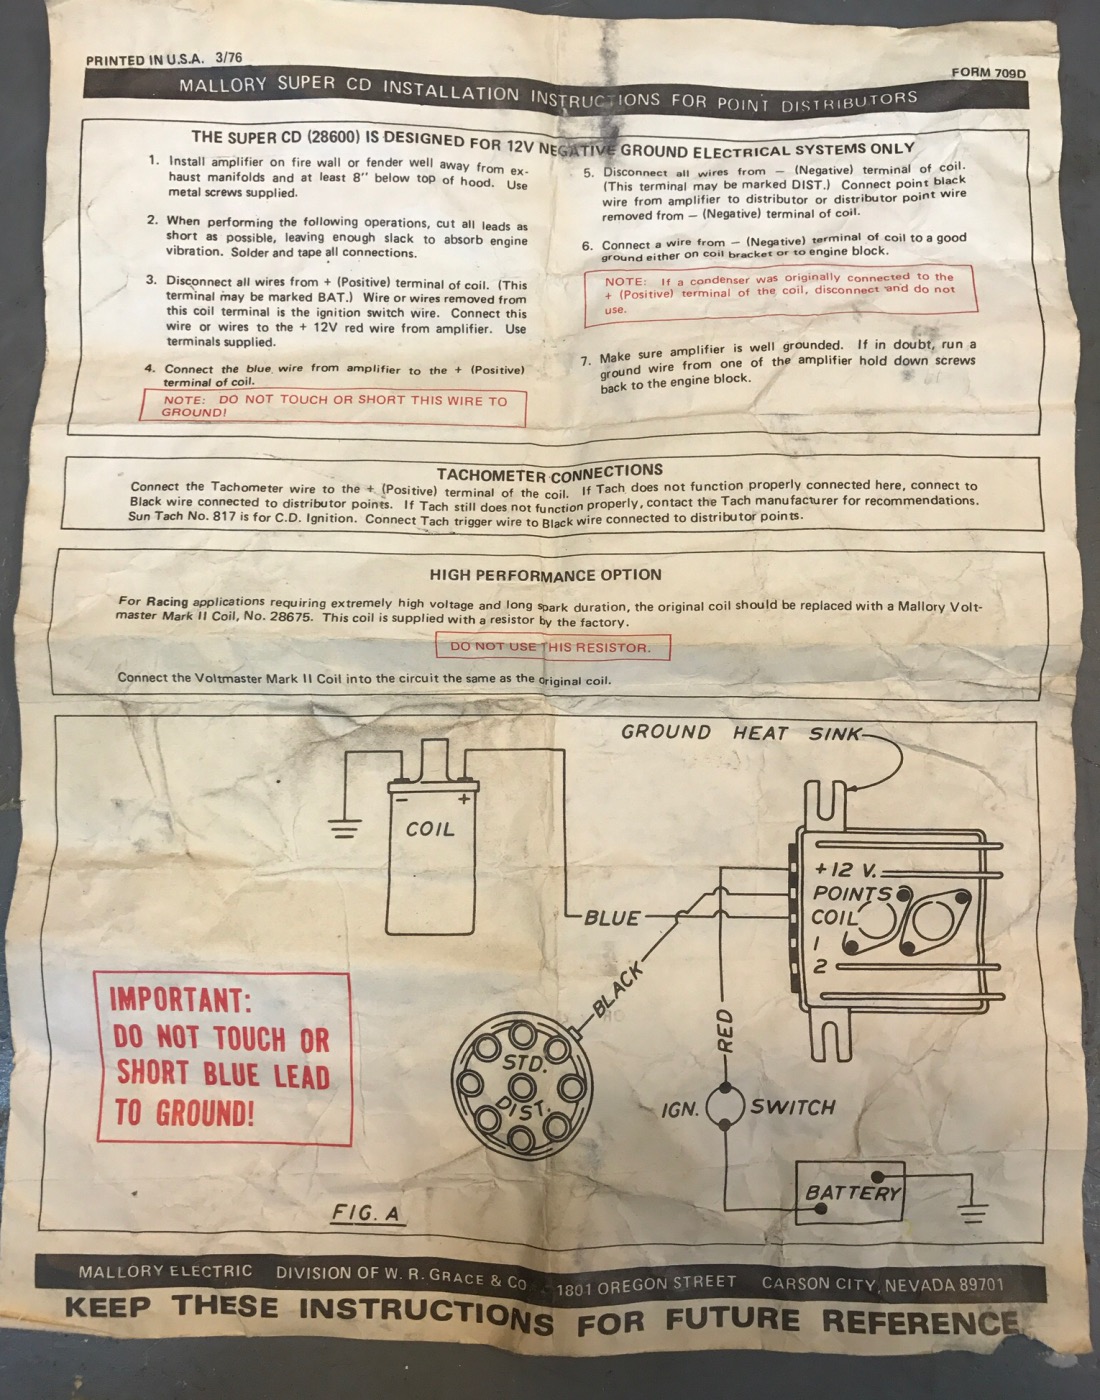 PRINTED IN U.S.A. 3/76
FORM 709D
MALLORY SUPER CD INSTALLATION INSTRUCTIONS FOR POINT DISTRIBUTORS
THE SUPER CD (28600) IS DESIGNED FOR 12V NEGATIVE GROUND ELECTRICAL SYSTEMS ONLY
1. Install amplifier on fire wall or fender well away from ex-
haust manifolds and at least 8" below top of hood. Use
metal screws supplied.
2. When performing the following operations, cut all leads as
short as possible, leaving enough slack to absorb engine
vibration. Solder and tape all connections.
3. Disconnect all wires from + (Positive) terminal of coil. (This
terminal may be marked BAT.) Wire or wires removed from
this coil terminal is the ignition switch wire. Connect this
wire or wires to the + 12V red wire from amplifier. Use
terminals supplied.
4. Connect the blue wire from amplifier to the + (Positive)
terminal of coil.
NOTE: DO NOT TOUCH OR SHORT THIS WIRE TO
GROUND!
5. Disconnect all wires from − (Negative) terminal of coil.
(This terminal may be marked DIST.) Connect point black
wire from amplifier to distributor or distributor point wire
removed from − (Negative) terminal of coil.
6. Connect a wire from − (Negative) terminal of coil to a good
ground either on coil bracket or to engine block.
NOTE: If a condenser was originally connected to the
+ (Positive) terminal of the coil, disconnect and do not
use.
7. Make sure amplifier is well grounded. If in doubt, run a
ground wire from one of the amplifier hold down screws
back to the engine block.
TACHOMETER CONNECTIONS
Connect the Tachometer wire to the + (Positive) terminal of the coil. If Tach does not function properly connected here, connect to
Black wire connected to distributor points. If Tach still does not function properly, contact the Tach manufacturer for recommendations.
Sun Tach No. 817 is for C.D. Ignition. Connect Tach trigger wire to Black wire connected to distributor points.
HIGH PERFORMANCE OPTION
For Racing applications requiring extremely high voltage and long spark duration, the original coil should be replaced with a Mallory Volt-
master Mark II Coil, No. 28675. This coil is supplied with a resistor by the factory.
DO NOT USE THIS RESISTOR.
Connect the Voltmaster Mark II Coil into the circuit the same as the original coil.
GROUND HEAT SINK
− +
COIL
+12 V.
POINTS
COIL
1
2
BLUE
BLACK
RED
STD.
DIST.
IGN. SWITCH
BATTERY
IMPORTANT:
DO NOT TOUCH OR
SHORT BLUE LEAD
TO GROUND!
FIG. A
MALLORY ELECTRIC DIVISION OF W. R. GRACE & Co 1801 OREGON STREET CARSON CITY, NEVADA 89701
KEEP THESE INSTRUCTIONS FOR FUTURE REFERENCE